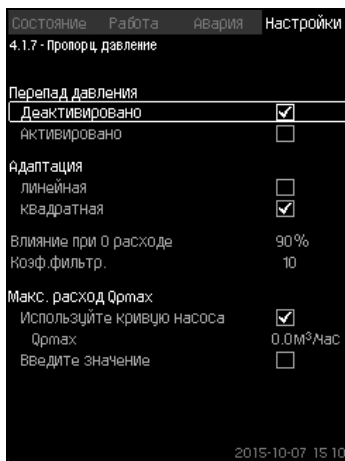 Состояние Работа Авария Настройки
4.1.7 - Пропорц. давление
Перепад давления
Деактивировано
Активировано
Адаптация
линейная
квадратная
Влияние при 0 расходе 90%
Коэф.фильтр. 10
Макс. расход Qpmax
Используйте кривую насоса
Qpmax 0.0м³/час
Введите значение
2015-10-07 15:10